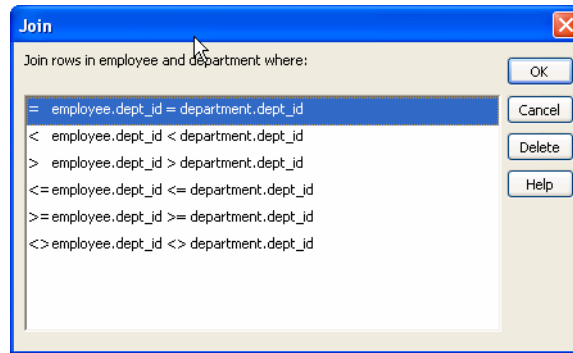 Join
Join rows in employee and department where:
= employee.dept_id = department.dept_id
< employee.dept_id < department.dept_id
> employee.dept_id > department.dept_id
<= employee.dept_id <= department.dept_id
>= employee.dept_id >= department.dept_id
<> employee.dept_id <> department.dept_id
OK
Cancel
Delete
Help